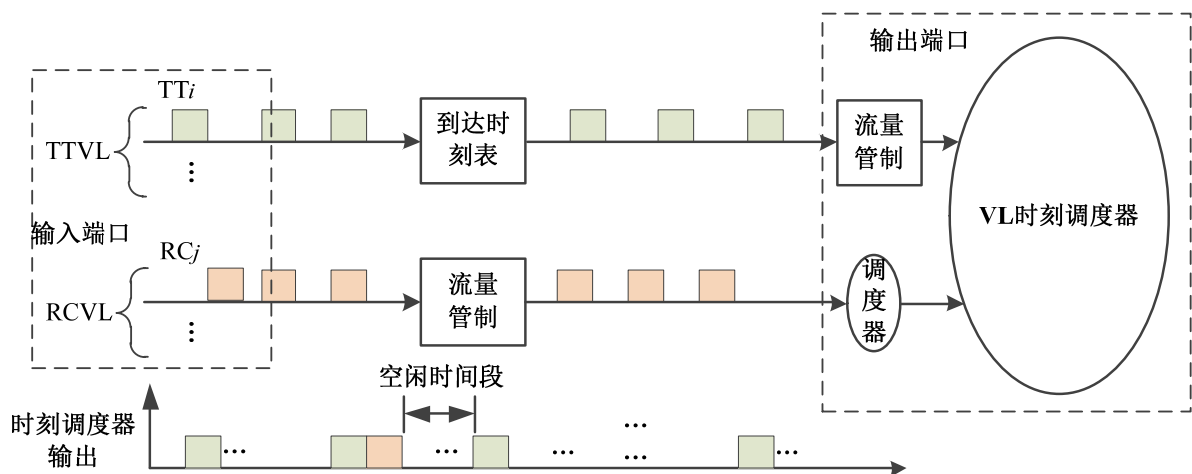 输出端口
TTi
TTVL
...
到达时
刻表
流量
管制
VL时刻调度器
输入端口
RCj
RCVL
...
流量
管制
调
度
器
空闲时间段
时刻调度器
输出
...
...
...
...
...
...